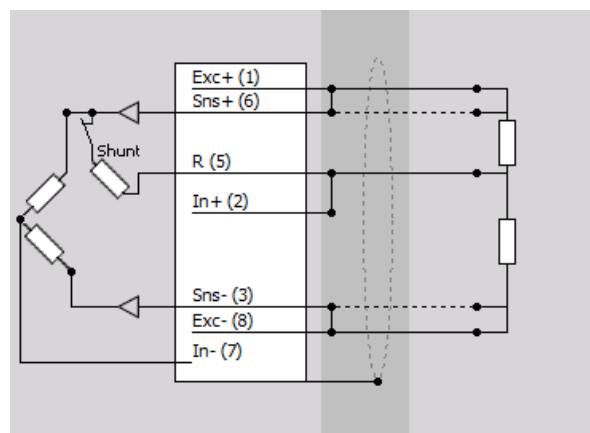 Exc+ (1)
Sns+ (6)
Shunt
R (5)
In+ (2)
Sns- (3)
Exc- (8)
In- (7)